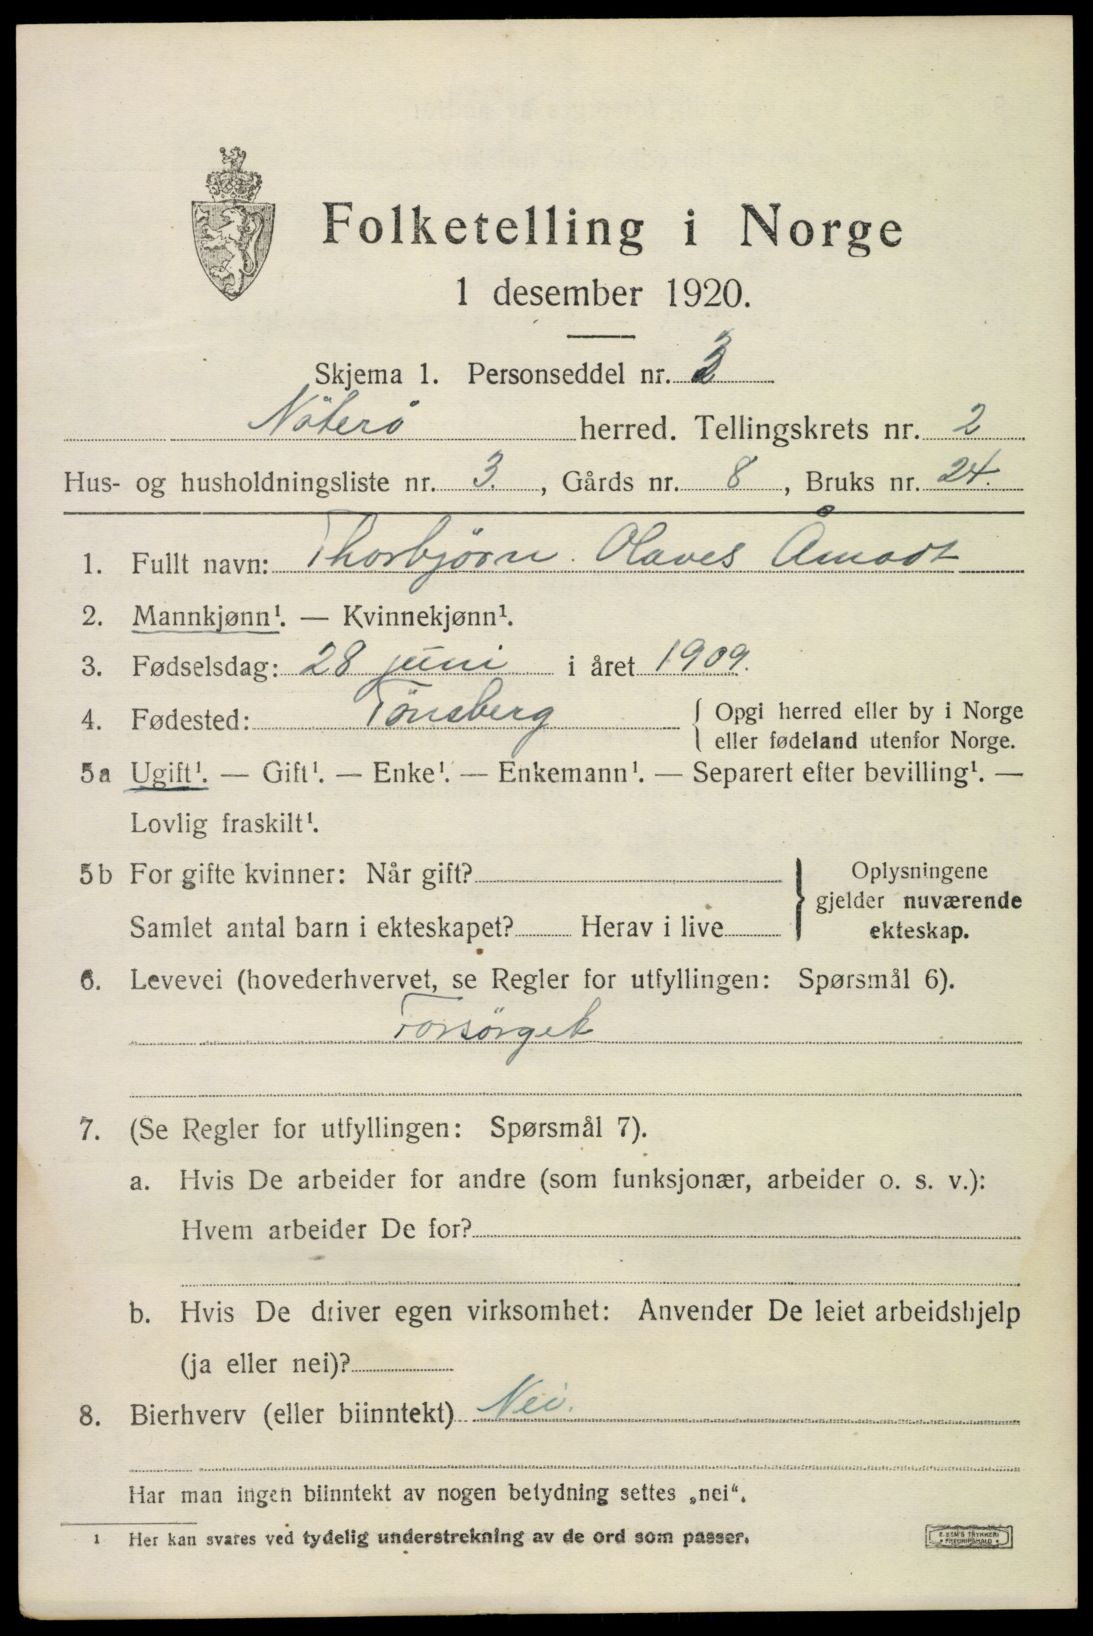 Folketelling i Norge
1 desember 1920.
Skjema 1. Personseddel nr. 3
Nöterö herred. Tellingskrets nr. 2
Hus- og husholdningsliste nr. 3. , Gårds nr. 8 , Bruks nr. 24.
1. Fullt navn: Thorbjörn Olaves Åmodt
2. Mannkjønn¹. — Kvinnekjønn¹.
3. Fødselsdag: 28 juni i året 1909.
4. Fødested: Tönsberg { Opgi herred eller by i Norge
eller fødeland utenfor Norge.
5a Ugift¹. — Gift¹. — Enke¹. — Enkemann¹. — Separert efter bevilling¹. —
Lovlig fraskilt¹.
5b For gifte kvinner: Når gift? } Oplysningene
gjelder nuværende
Samlet antal barn i ekteskapet? Herav i live
ekteskap.
6. Levevei (hovederhvervet, se Regler for utfyllingen: Spørsmål 6).
Forsörget
7. (Se Regler for utfyllingen: Spørsmål 7).
a. Hvis De arbeider for andre (som funksjonær, arbeider o. s. v.):
Hvem arbeider De for?
b. Hvis De driver egen virksomhet: Anvender De leiet arbeidshjelp
(ja eller nei)?
8. Bierhverv (eller biinntekt) Nei.
Har man ingen biinntekt av nogen betydning settes „nei“.
¹ Her kan svares ved tydelig understrekning av de ord som passer.